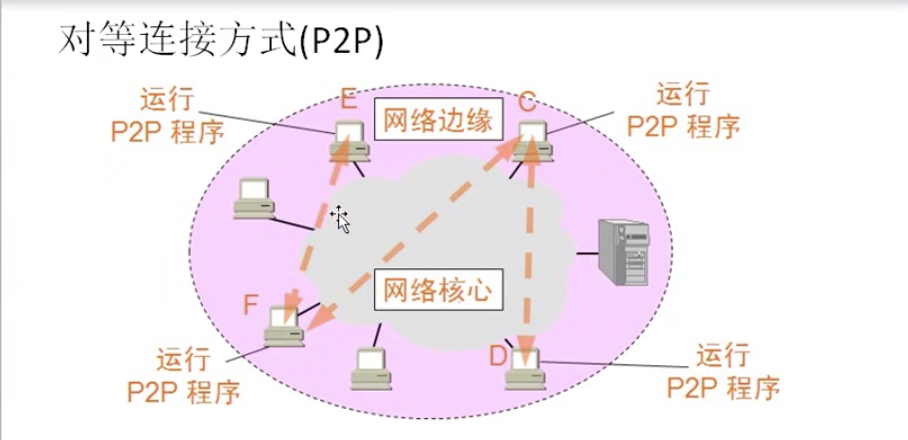 对等连接方式(P2P)
运行
P2P 程序
E
网络边缘
C
运行
P2P 程序
F
网络核心
D
运行
P2P 程序
运行
P2P 程序